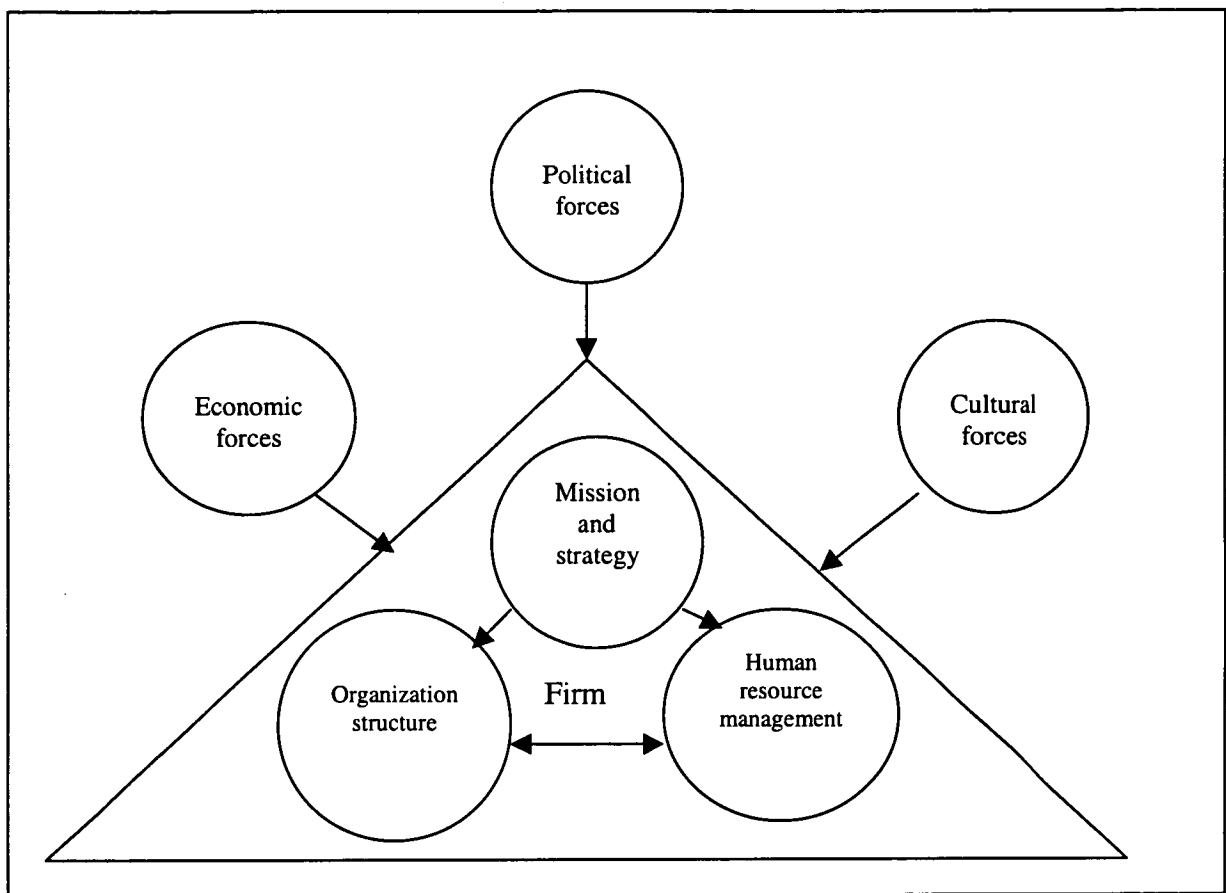 Political
forces
Economic
forces
Cultural
forces
Mission
and
strategy
Organization
structure
Firm
Human
resource
management